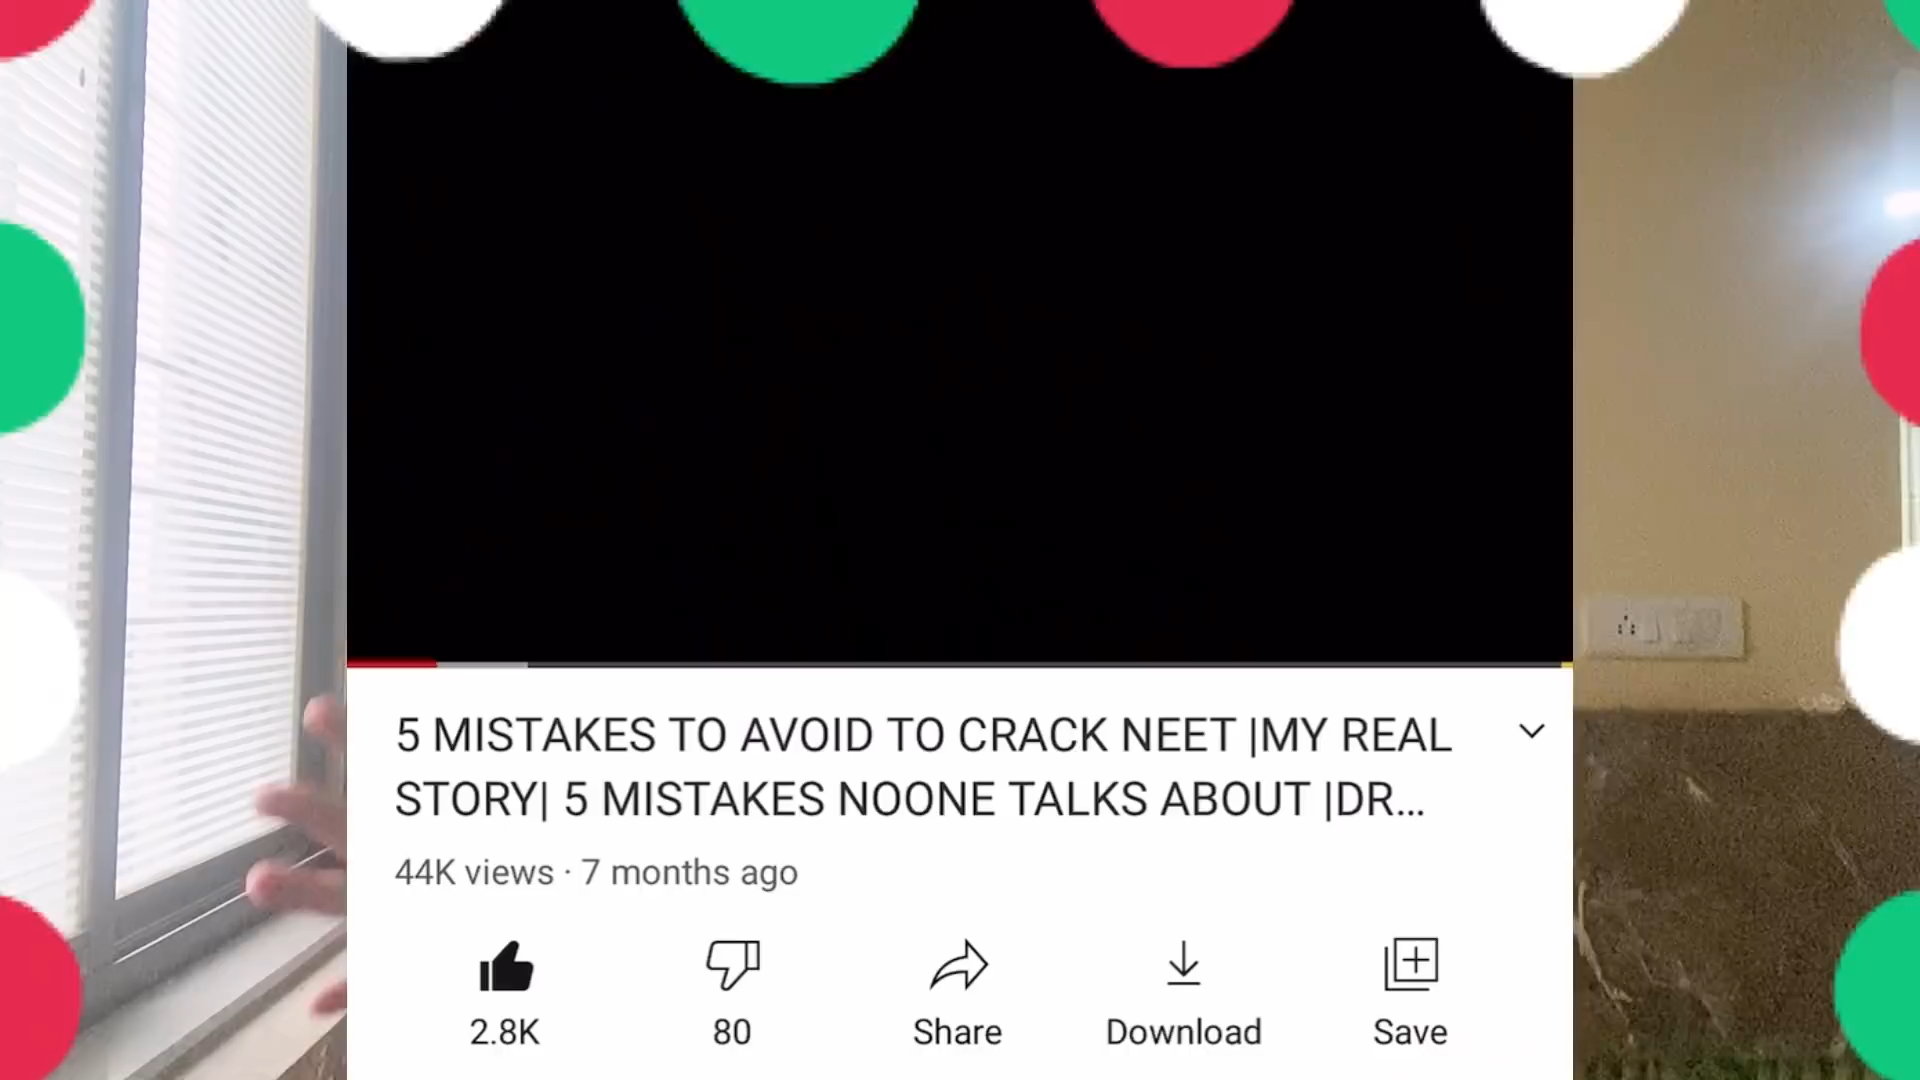 5 MISTAKES TO AVOID TO CRACK NEET |MY REAL
STORY| 5 MISTAKES NOONE TALKS ABOUT |DR...
44K views · 7 months ago
2.8K 80 Share Download Save